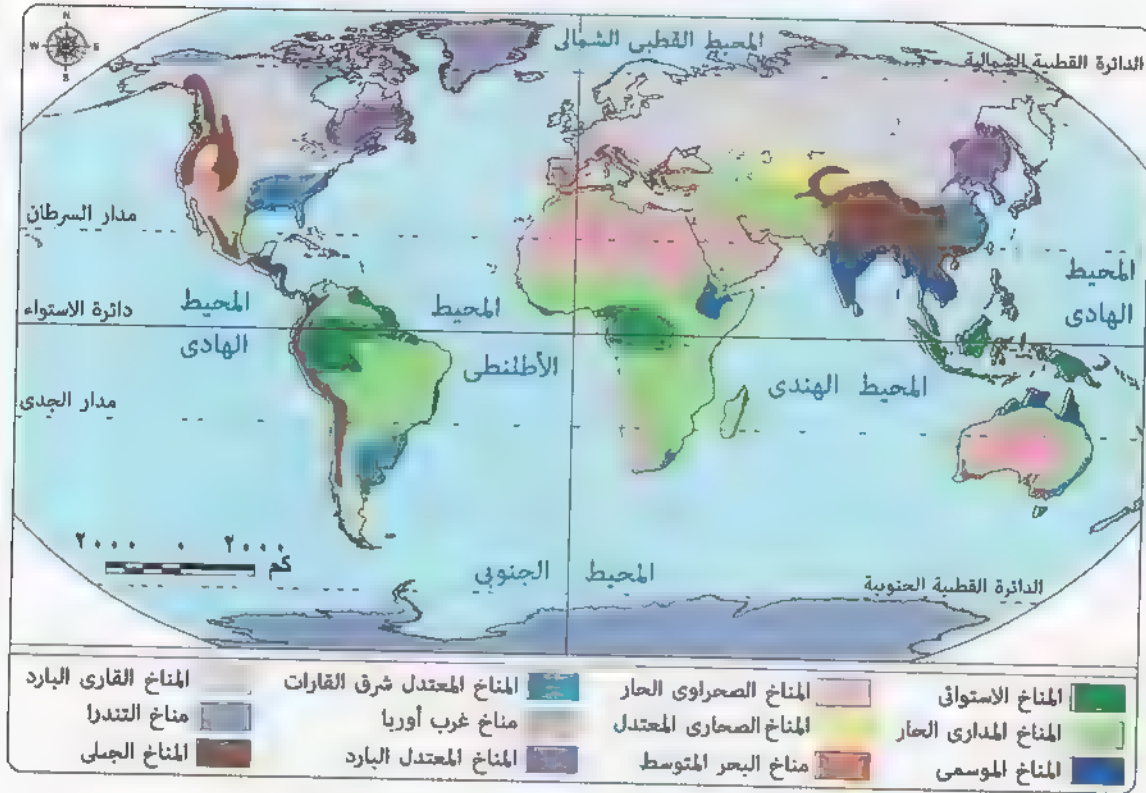 N
W E
S
المحيط القطبى الشمالى
الدائرة القطبية الشمالية
مدار السرطان
المحيط الهادى
المحيط الأطلنطى
المحيط الهادى
دائرة الاستواء
المحيط الهندى
مدار الجدى
٢٠٠٠ ٠ ٢٠٠٠
كم
المحيط الجنوبي
الدائرة القطبية الجنوبية
المناخ الاستوائى
المناخ المدارى الحار
المناخ الموسمى
المناخ الصحراوى الحار
المناخ الصحارى المعتدل
مناخ البحر المتوسط
المناخ المعتدل شرق القارات
مناخ غرب أوربا
المناخ المعتدل البارد
المناخ القارى البارد
مناخ التندرا
المناخ الجبلى